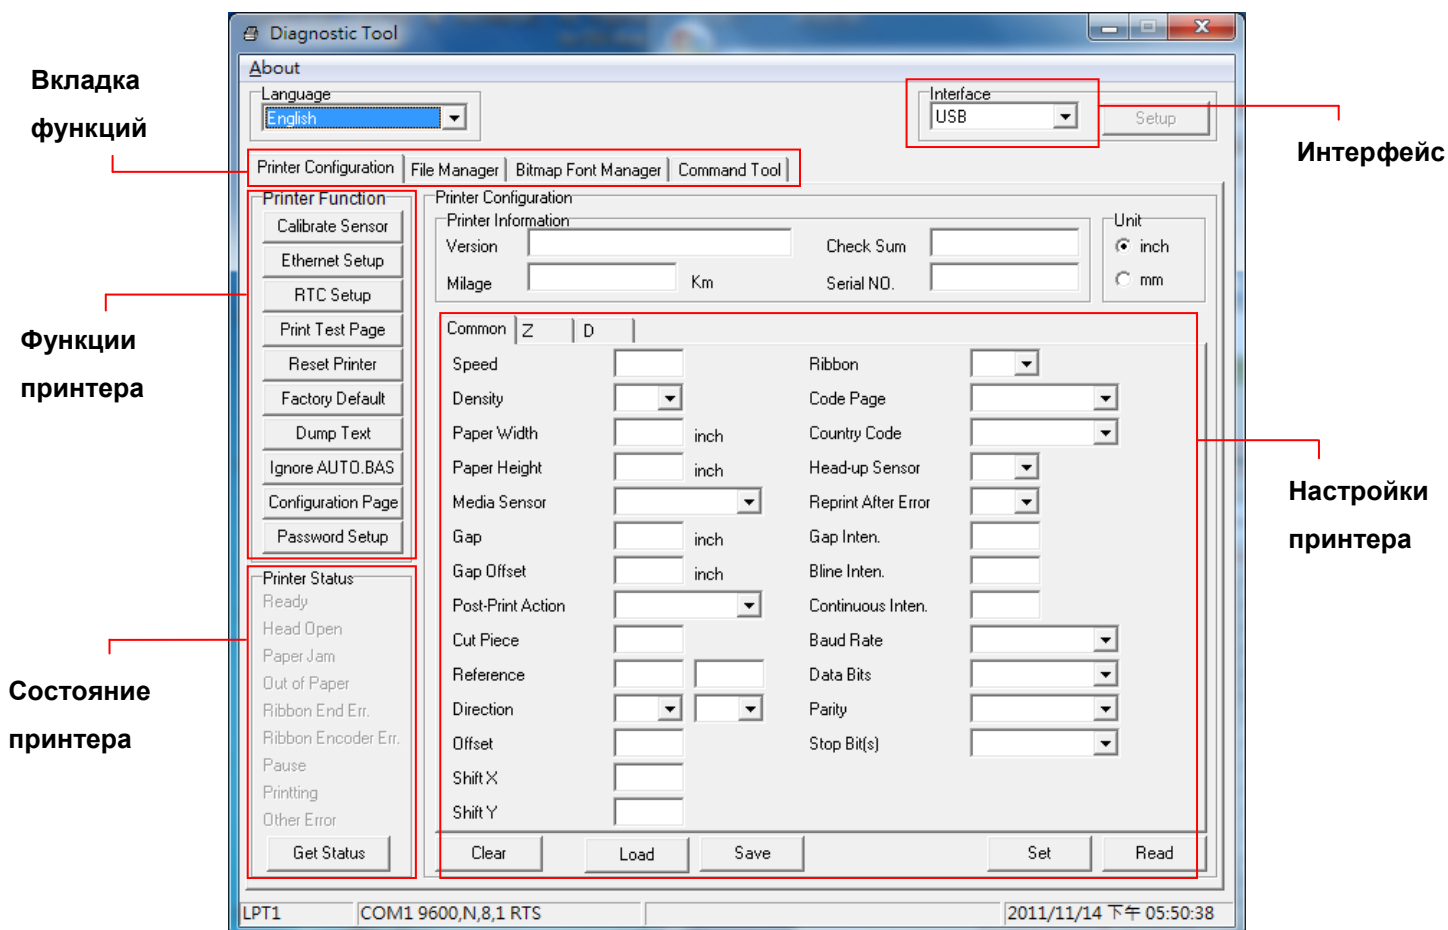 Diagnostic Tool
About
Вкладка
функций
Language
English
Interface
USB
Setup
Интерфейс
Printer Configuration
File Manager
Bitmap Font Manager
Command Tool
Функции
принтера
Printer Function
Calibrate Sensor
Ethernet Setup
RTC Setup
Print Test Page
Reset Printer
Factory Default
Dump Text
Ignore AUTO.BAS
Configuration Page
Password Setup
Состояние
принтера
Printer Status
Ready
Head Open
Paper Jam
Out of Paper
Ribbon End Err.
Ribbon Encoder Err.
Pause
Printting
Other Error
Get Status
Printer Configuration
Printer Information
Version
Check Sum
Milage
Km
Serial NO.
Unit
inch
mm
Common
Z
D
Speed
Density
Paper Width inch
Paper Height inch
Media Sensor
Gap inch
Gap Offset inch
Post-Print Action
Cut Piece
Reference
Direction
Offset
Shift X
Shift Y
Ribbon
Code Page
Country Code
Head-up Sensor
Reprint After Error
Gap Inten.
Bline Inten.
Continuous Inten.
Baud Rate
Data Bits
Parity
Stop Bit(s)
Настройки
принтера
Clear
Load
Save
Set
Read
LPT1
COM1 9600,N,8,1 RTS
2011/11/14 下午 05:50:38